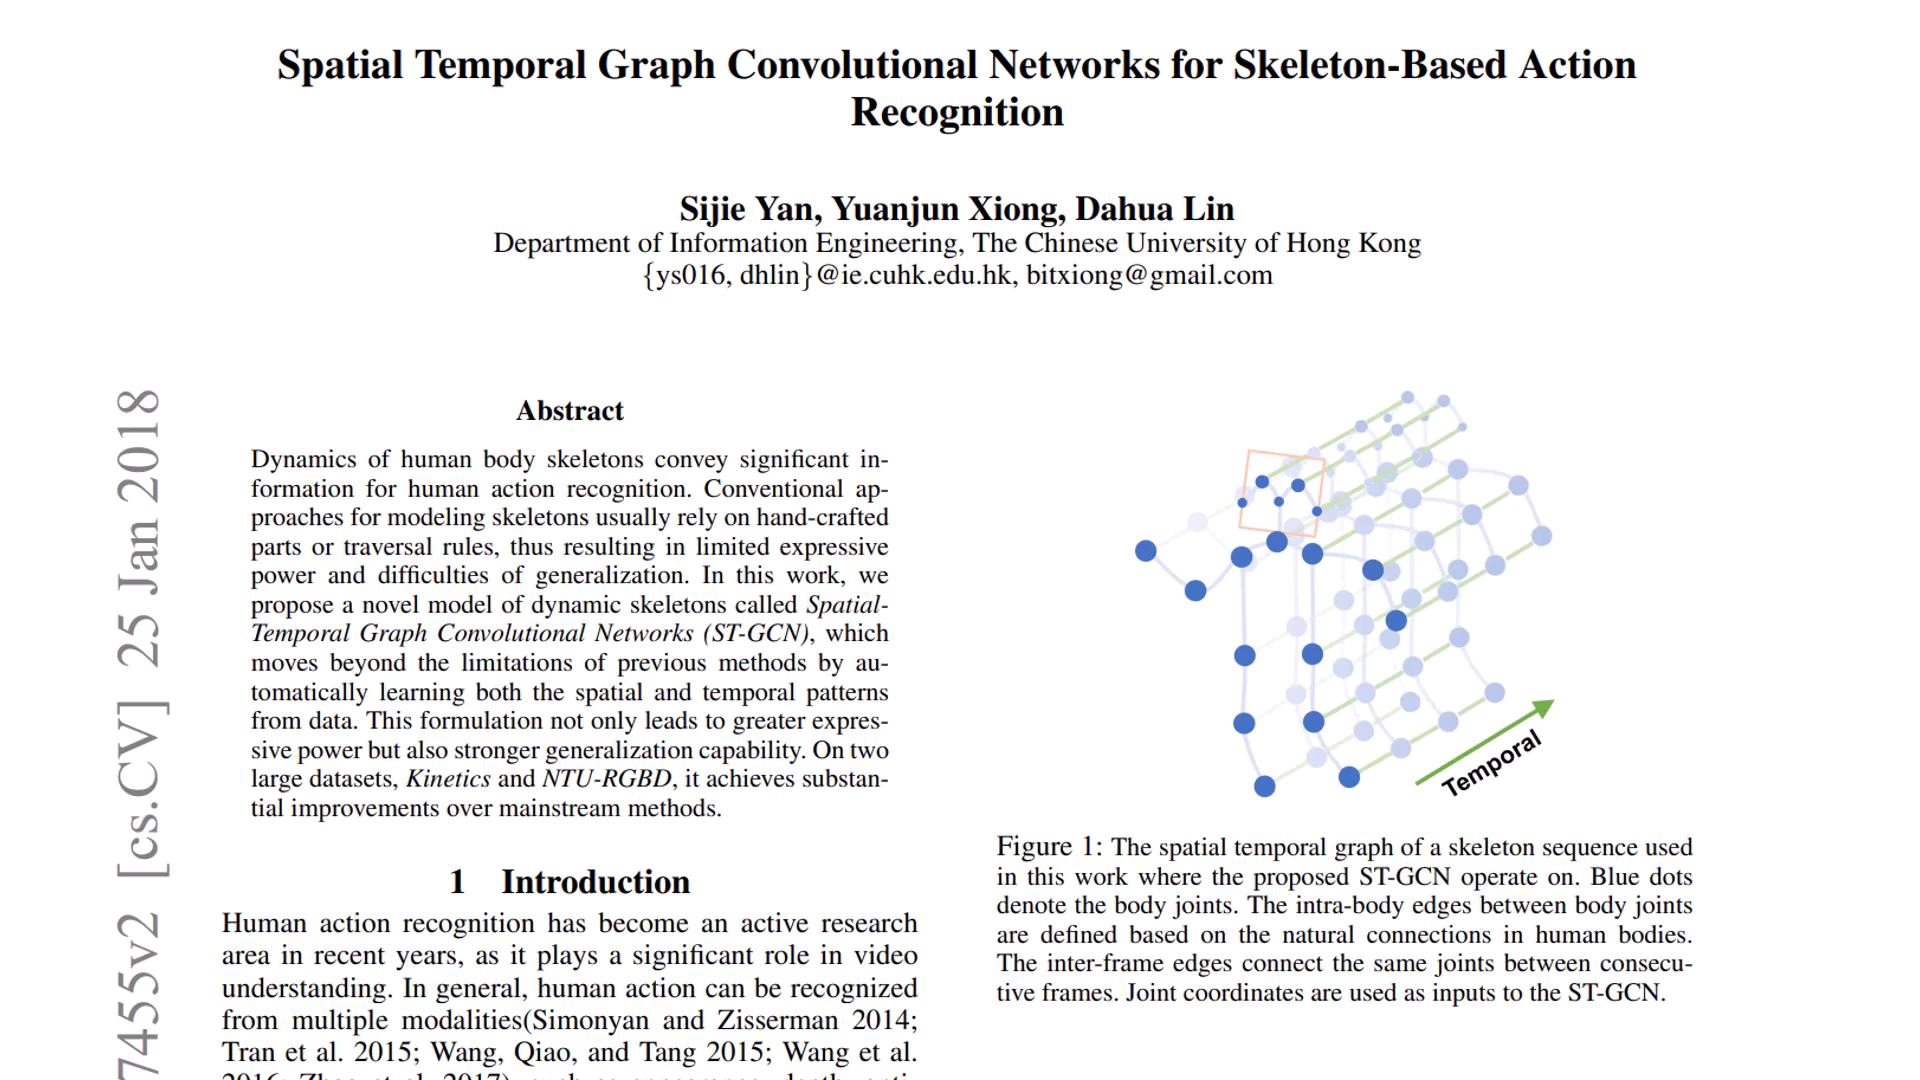 Spatial Temporal Graph Convolutional Networks for Skeleton-Based Action
Recognition
Sijie Yan, Yuanjun Xiong, Dahua Lin
Department of Information Engineering, The Chinese University of Hong Kong
{ys016, dhlin}@ie.cuhk.edu.hk, bitxiong@gmail.com
7455v2 [cs.CV] 25 Jan 2018
Abstract
Dynamics of human body skeletons convey significant in-
formation for human action recognition. Conventional ap-
proaches for modeling skeletons usually rely on hand-crafted
parts or traversal rules, thus resulting in limited expressive
power and difficulties of generalization. In this work, we
propose a novel model of dynamic skeletons called Spatial-
Temporal Graph Convolutional Networks (ST-GCN), which
moves beyond the limitations of previous methods by au-
tomatically learning both the spatial and temporal patterns
from data. This formulation not only leads to greater expres-
sive power but also stronger generalization capability. On two
large datasets, Kinetics and NTU-RGBD, it achieves substan-
tial improvements over mainstream methods.
1 Introduction
Human action recognition has become an active research
area in recent years, as it plays a significant role in video
understanding. In general, human action can be recognized
from multiple modalities(Simonyan and Zisserman 2014;
Tran et al. 2015; Wang, Qiao, and Tang 2015; Wang et al.
Temporal
Figure 1: The spatial temporal graph of a skeleton sequence used
in this work where the proposed ST-GCN operate on. Blue dots
denote the body joints. The intra-body edges between body joints
are defined based on the natural connections in human bodies.
The inter-frame edges connect the same joints between consecu-
tive frames. Joint coordinates are used as inputs to the ST-GCN.